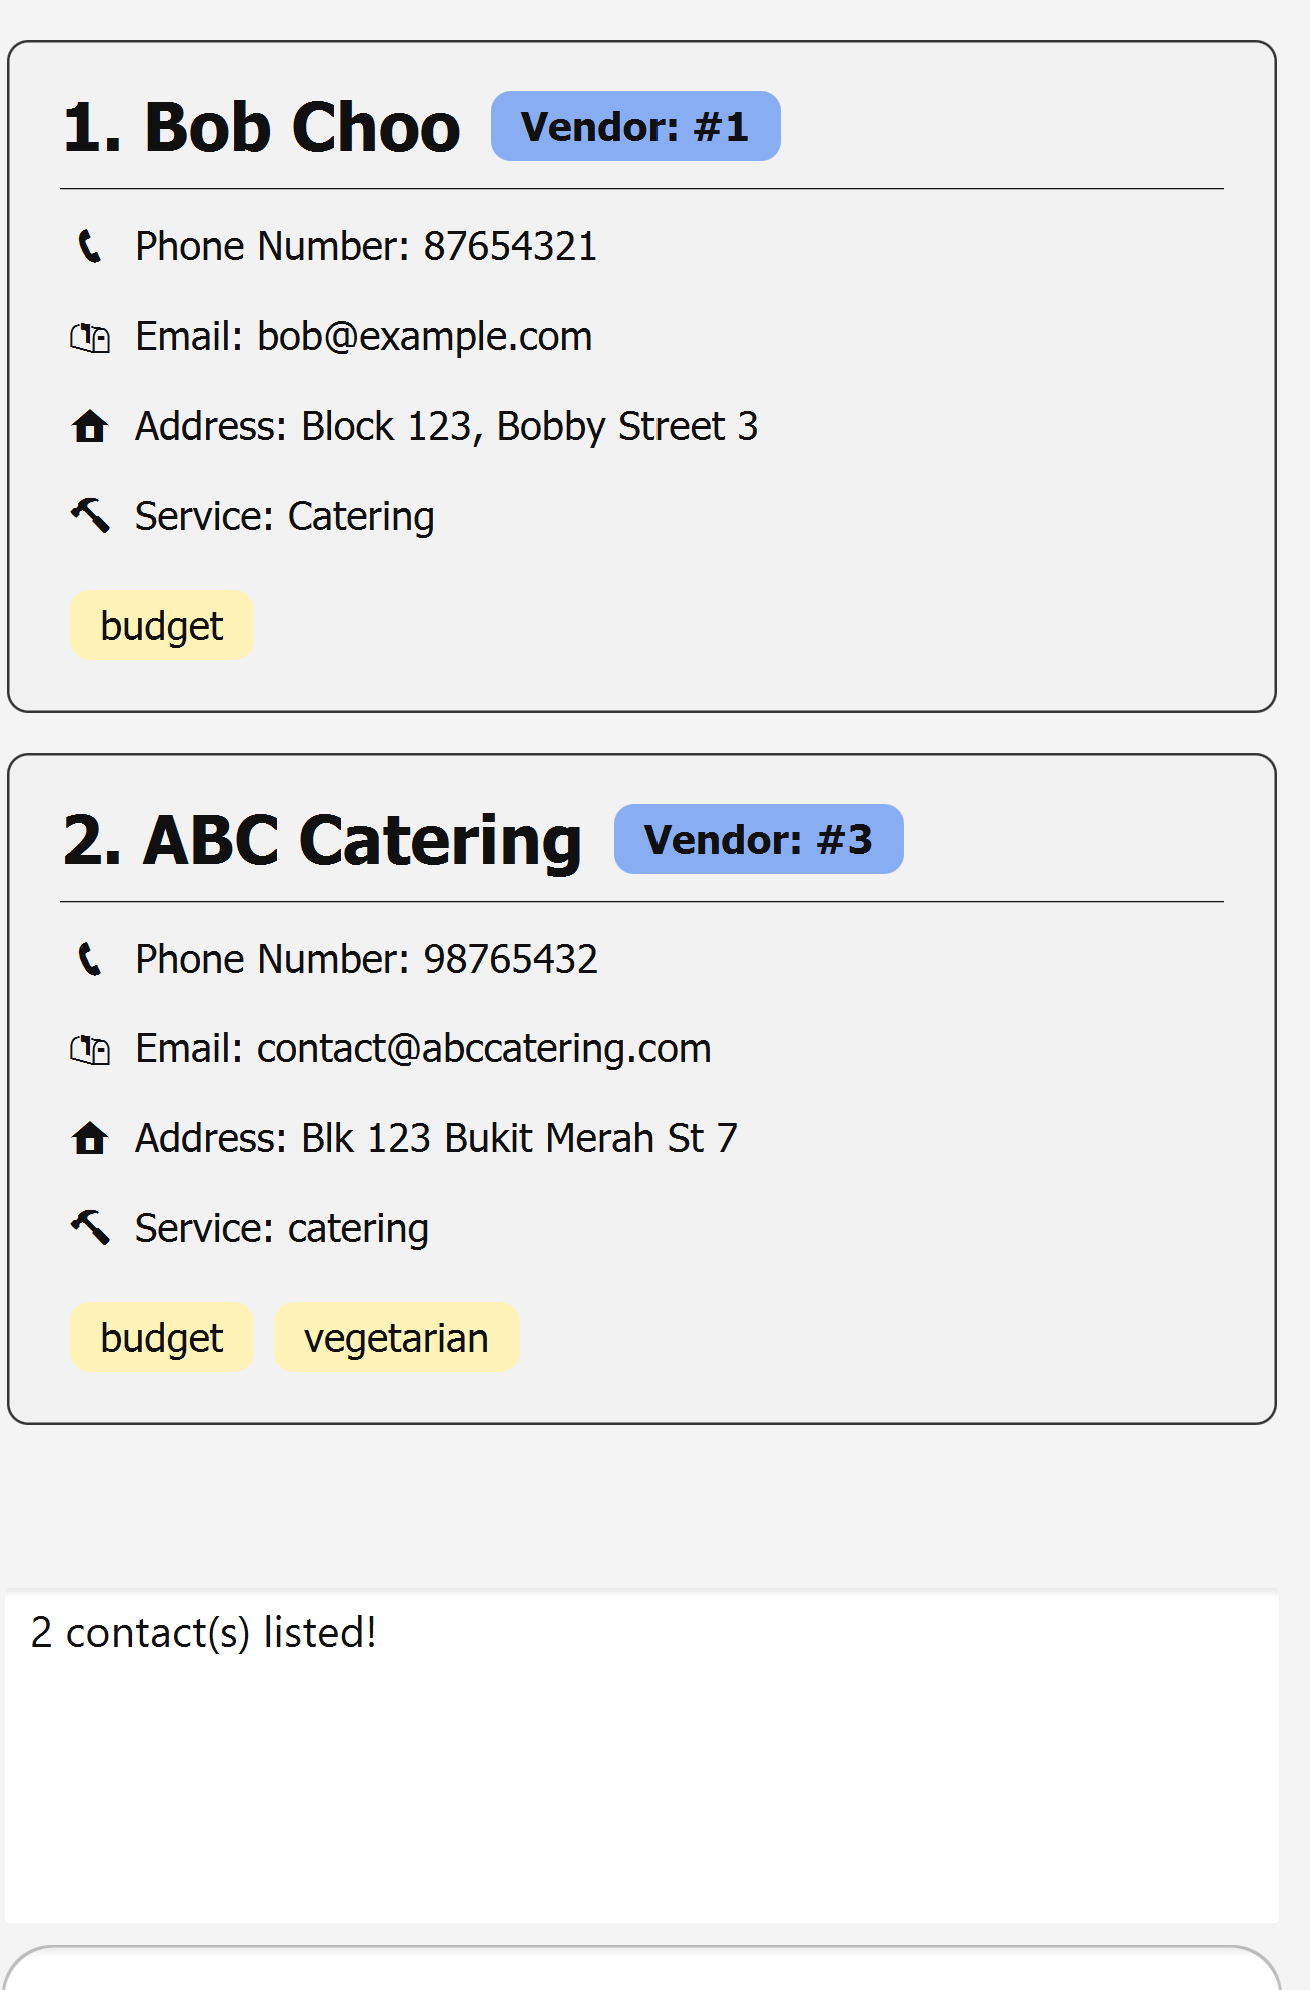 1. Bob Choo Vendor: #1
Phone Number: 87654321
Email: bob@example.com
Address: Block 123, Bobby Street 3
Service: Catering
budget
2. ABC Catering Vendor: #3
Phone Number: 98765432
Email: contact@abccatering.com
Address: Blk 123 Bukit Merah St 7
Service: catering
budget vegetarian
2 contact(s) listed!